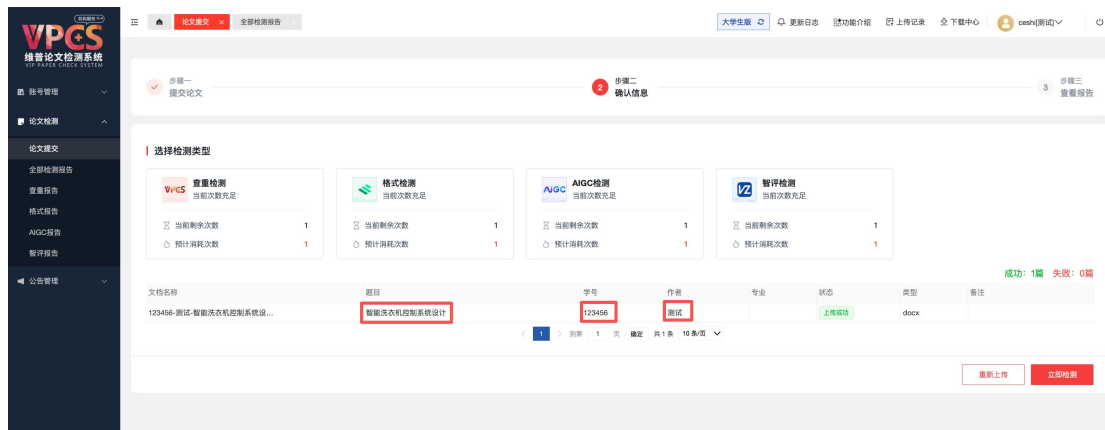 机构服务
VPCS
维普论文检测系统
VIP PAPER CHECK SYSTEM
账号管理
论文检测
论文提交
全部检测报告
查重报告
格式报告
AIGC报告
智评报告
公告管理
论文提交 ×
全部检测报告 ×
大学生版
更新日志
功能介绍
上传记录
下载中心
ceshi(测试)
步骤一
提交论文
2
步骤二
确认信息
3
步骤三
查看报告
选择检测类型
VPCS
查重检测
当前次数充足
当前剩余次数 1
预计消耗次数 1
格式检测
当前次数充足
当前剩余次数 1
预计消耗次数 1
AIGC
AIGC检测
当前次数充足
当前剩余次数 1
预计消耗次数 1
VZ
智评检测
当前次数充足
当前剩余次数 1
预计消耗次数 1
成功: 1篇 失败: 0篇
文档名称 题目 学号 作者 专业 状态 类型 备注
123456-测试-智能洗衣机控制系统设... 智能洗衣机控制系统设计 123456 测试 上传成功 docx
< 1 > 到第 1 页 确定 共1条 10条/页
重新上传
立即检测